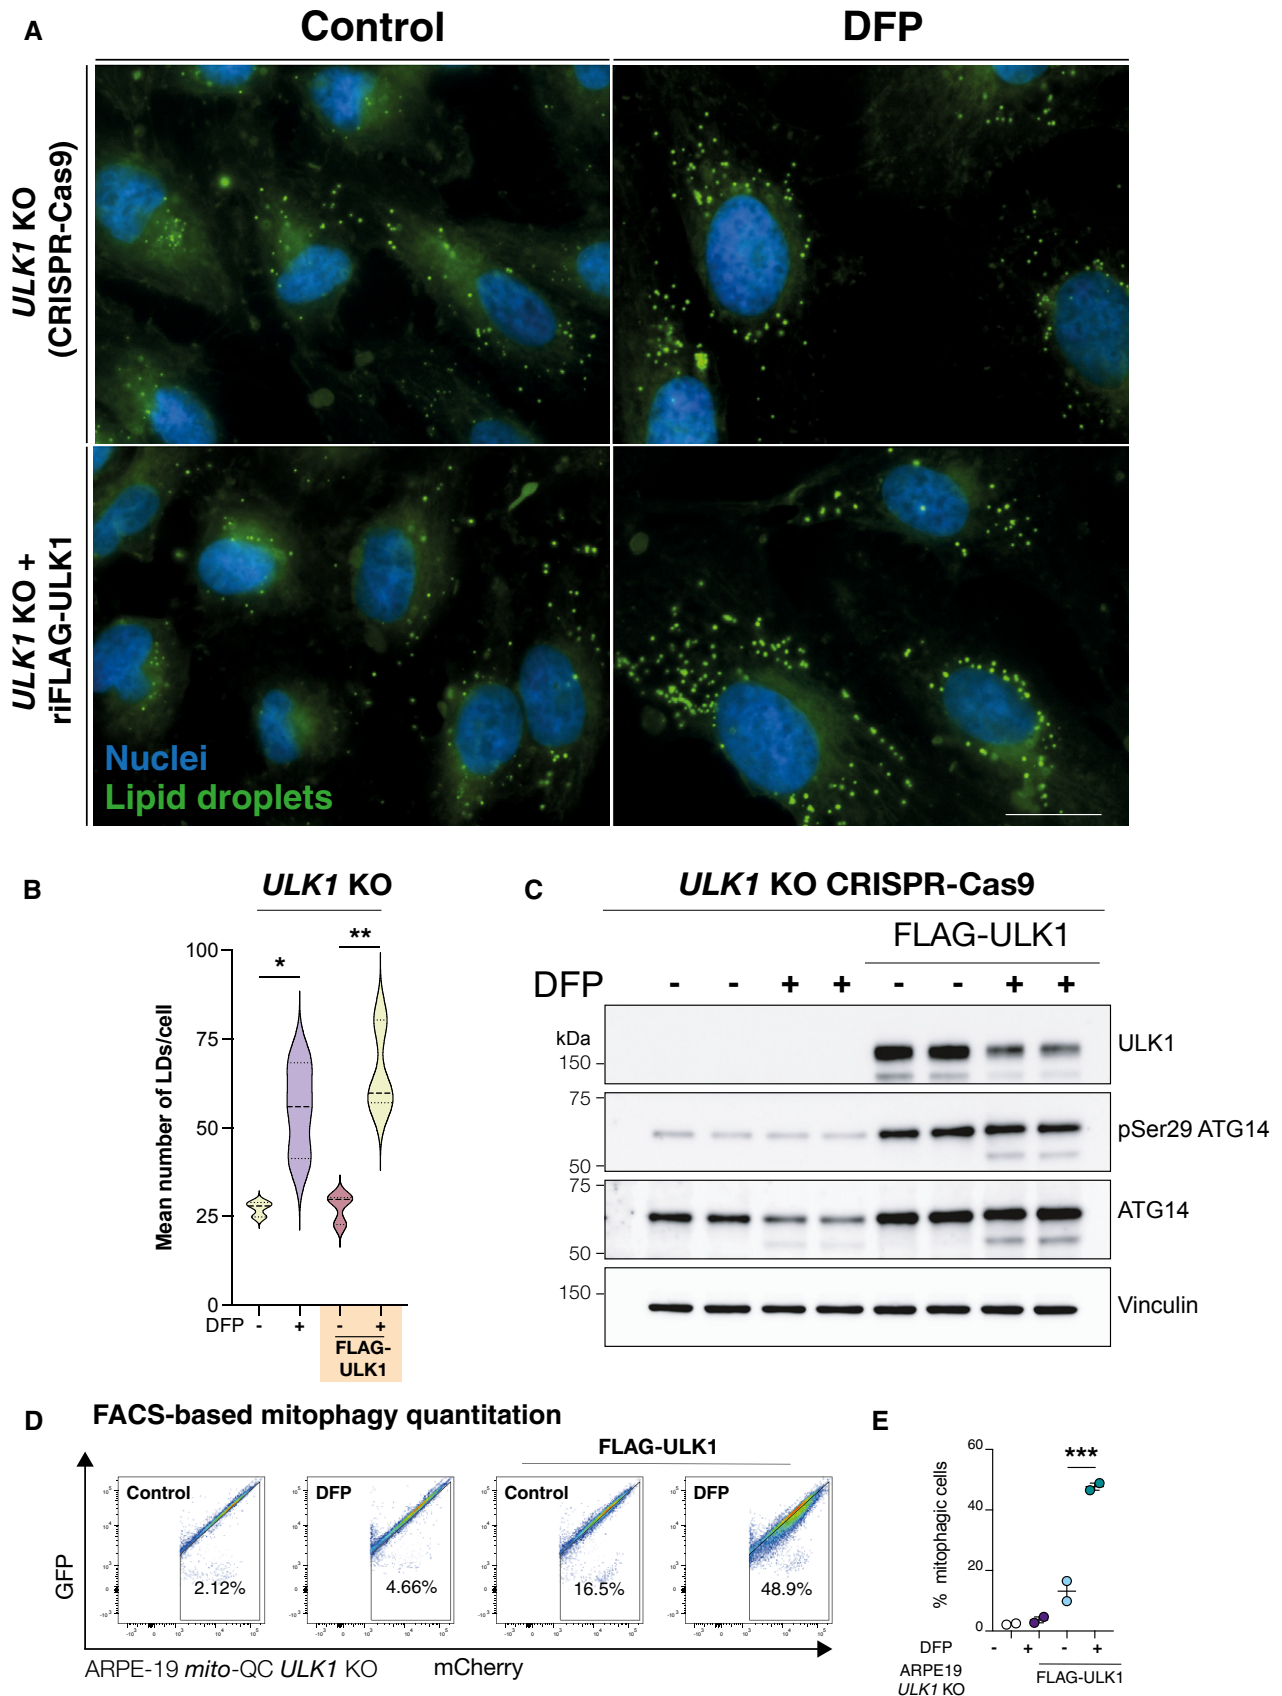 A
Control
DFP
ULK1 KO
(CRISPR-Cas9)
ULK1 KO +
riFLAG-ULK1
Nuclei
Lipid droplets
B
ULK1 KO
**
*
100
75
50
25
0
Mean number of LDs/cell
DFP - + - +
FLAG-
ULK1
C
ULK1 KO CRISPR-Cas9
FLAG-ULK1
DFP - - + + - - + +
kDa
150
ULK1
75
pSer29 ATG14
50
75
ATG14
50
150
Vinculin
D
FACS-based mitophagy quantitation
FLAG-ULK1
GFP
Control
2.12%
DFP
4.66%
Control
16.5%
DFP
48.9%
ARPE-19 mito-QC ULK1 KO
mCherry
E
***
60
40
20
0
% mitophagic cells
DFP - + - +
ARPE19
ULK1 KO
FLAG-ULK1